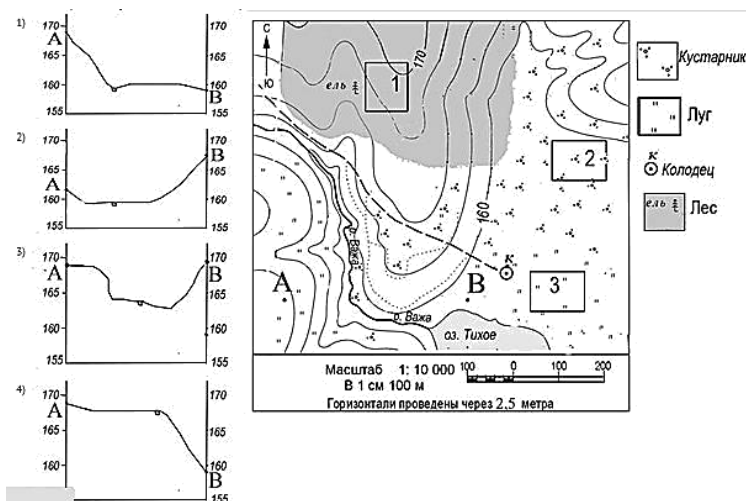 1)
170
A
160
155
170
165
160
B
155
2)
170
165
A
160
155
170
B
165
160
155
3)
170
A
165
160
155
170
B
165
160
155
4)
170
A
165
160
170
165
160
B
155
С
Ю
170
ель
1
2
160
к
р. Важа
A
B
3
р. Важа
оз. Тихое
Масштаб 1: 10 000
В 1 см 100 м
100 0 100 200
Горизонтали проведены через 2,5 метра
Кустарник
Луг
к
Колодец
ель
Лес